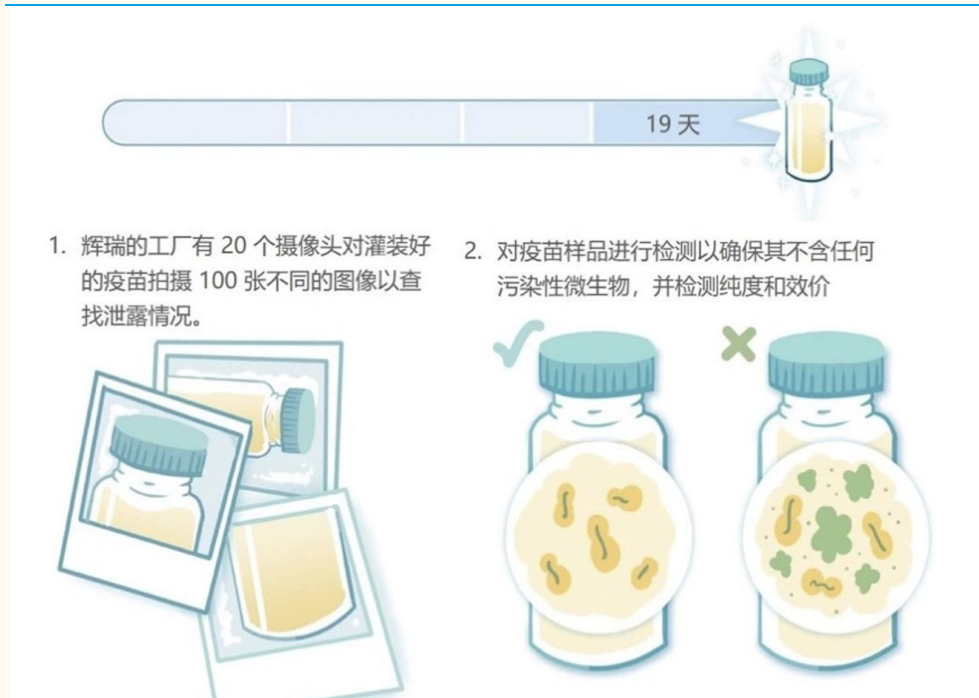 19 天
1. 辉瑞的工厂有 20 个摄像头对灌装好
的疫苗拍摄 100 张不同的图像以查
找泄露情况。
2. 对疫苗样品进行检测以确保其不含任何
污染性微生物，并检测纯度和效价